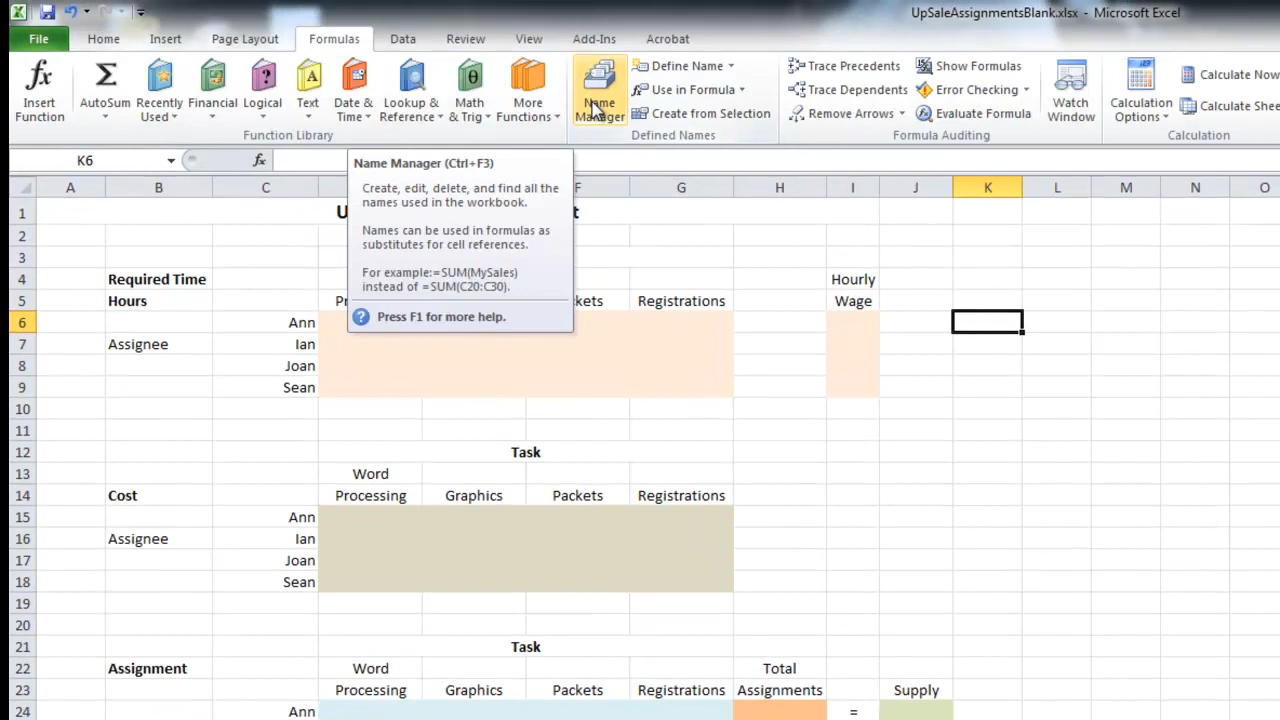 UpSaleAssignmentsBlank.xlsx - Microsoft Excel
File Home Insert Page Layout Formulas Data Review View Add-Ins Acrobat
fx Σ ? A θ
Insert Function
AutoSum
Recently Used
Financial
Logical
Text
Date & Time
Lookup & Reference
Math & Trig
More Functions
Function Library
Name Manager
Define Name
Use in Formula
Create from Selection
Defined Names
Trace Precedents
Trace Dependents
Remove Arrows
Show Formulas
Error Checking
Evaluate Formula
Formula Auditing
Watch Window
Calculation Options
Calculate Now
Calculate Shee
Calculation
K6 fx
Name Manager (Ctrl+F3)
Create, edit, delete, and find all the
names used in the workbook.
Names can be used in formulas as
substitutes for cell references.
For example:=SUM(MySales)
instead of =SUM(C20:C30).
Press F1 for more help.
A B C F G H I J K L M N O
1
2
3
4 Required Time Hourly
5 Hours Registrations Wage
6 Ann
7 Assignee Ian
8 Joan
9 Sean
10
11
12 Task
13 Word
14 Cost Processing Graphics Packets Registrations
15 Ann
16 Assignee Ian
17 Joan
18 Sean
19
20
21 Task
22 Assignment Word Total
23 Processing Graphics Packets Registrations Assignments Supply
24 Ann =